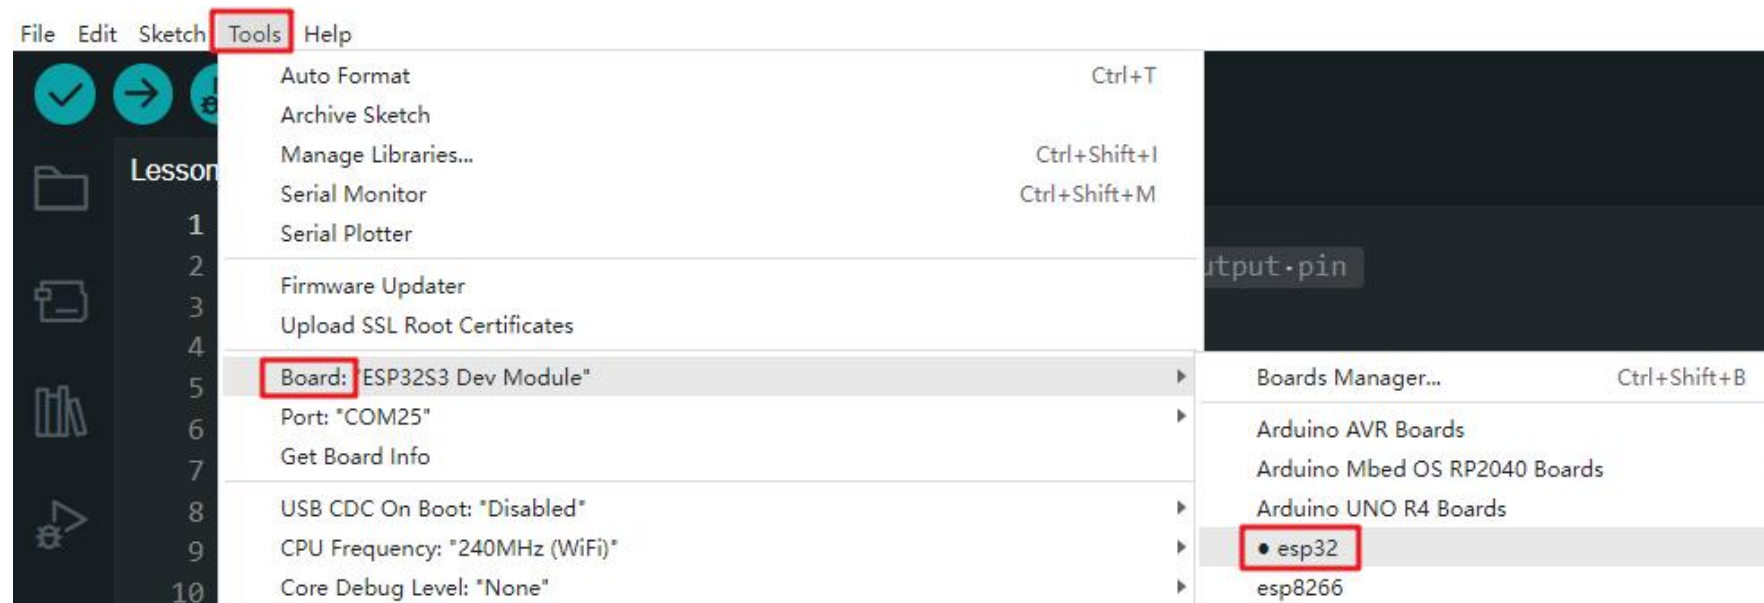 File Edit Sketch Tools Help
Auto Format Ctrl+T
Archive Sketch
Manage Libraries... Ctrl+Shift+I
Serial Monitor Ctrl+Shift+M
Serial Plotter
Firmware Updater
Upload SSL Root Certificates
Board: "ESP32S3 Dev Module"
Port: "COM25"
Get Board Info
USB CDC On Boot: "Disabled"
CPU Frequency: "240MHz (WiFi)"
Core Debug Level: "None"
Boards Manager... Ctrl+Shift+B
Arduino AVR Boards
Arduino Mbed OS RP2040 Boards
Arduino UNO R4 Boards
● esp32
esp8266
Lesson
1
2
3
4
5
6
7
8
9
10
utput·pin